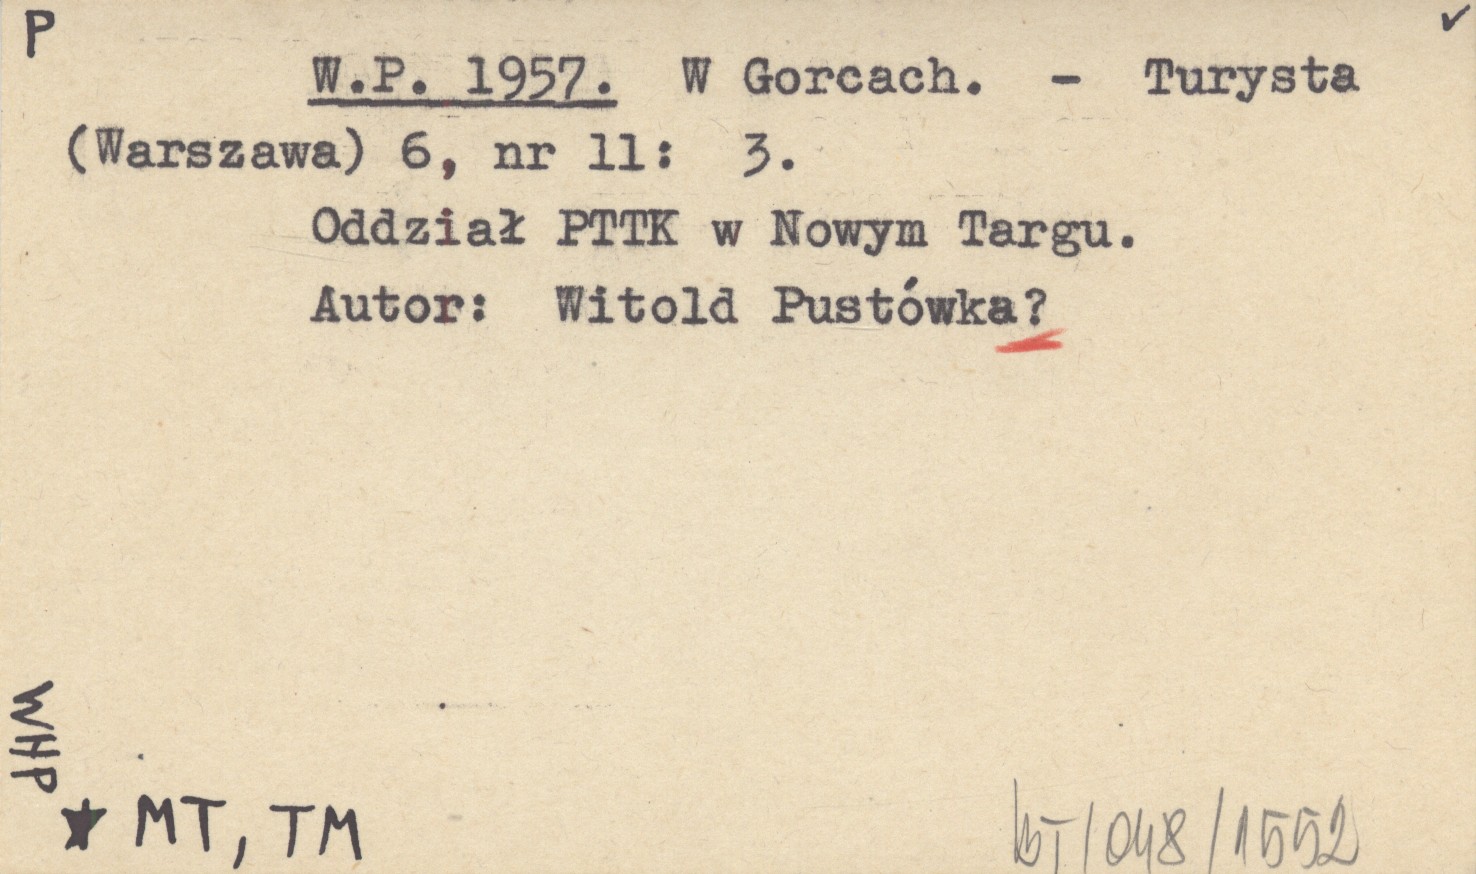 P ✓
W.P. 1957. W Gorcach. - Turysta
(Warszawa) 6, nr 11: 3.
Oddział PTTK w Nowym Targu.
Autor: Witold Pustówka?
WHP
★ MT, TM
BT/048/1552